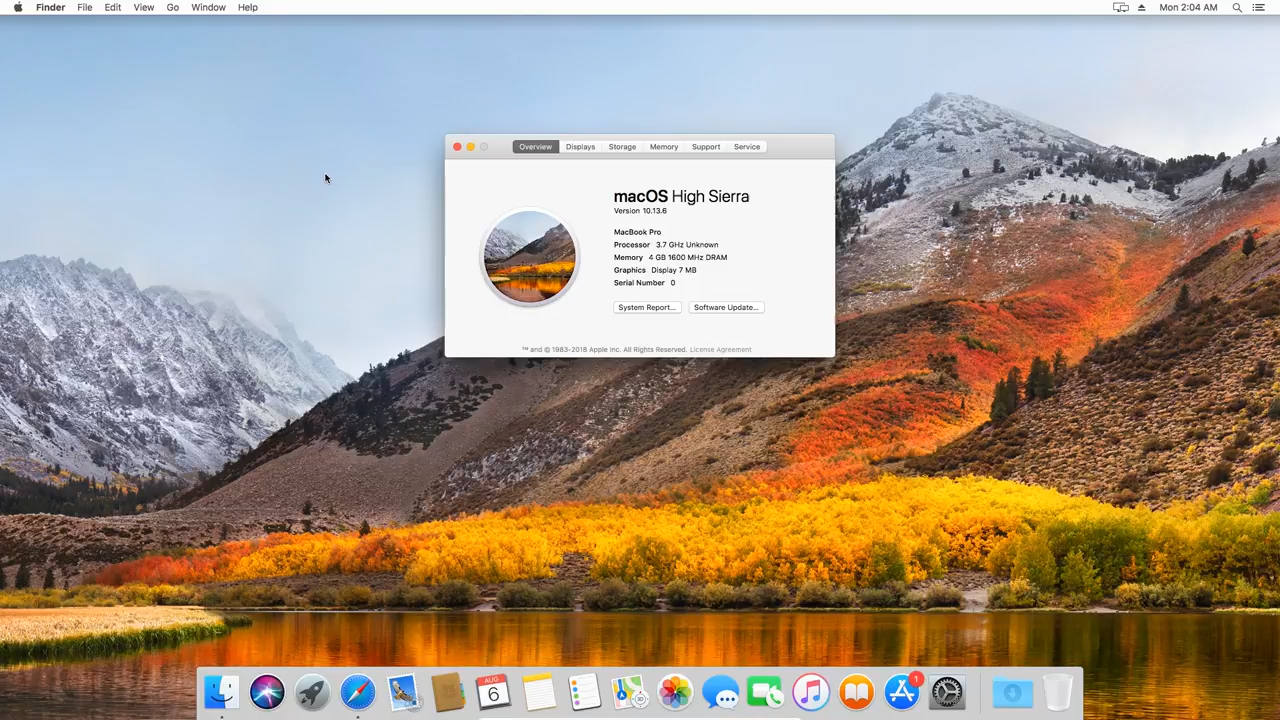 Finder File Edit View Go Window Help Mon 2:04 AM
Overview Displays Storage Memory Support Service
macOS High Sierra
Version 10.13.6
MacBook Pro
Processor 3.7 GHz Unknown
Memory 4 GB 1600 MHz DRAM
Graphics Display 7 MB
Serial Number 0
System Report... Software Update...
™ and © 1983-2018 Apple Inc. All Rights Reserved. License Agreement
AUG
6
1